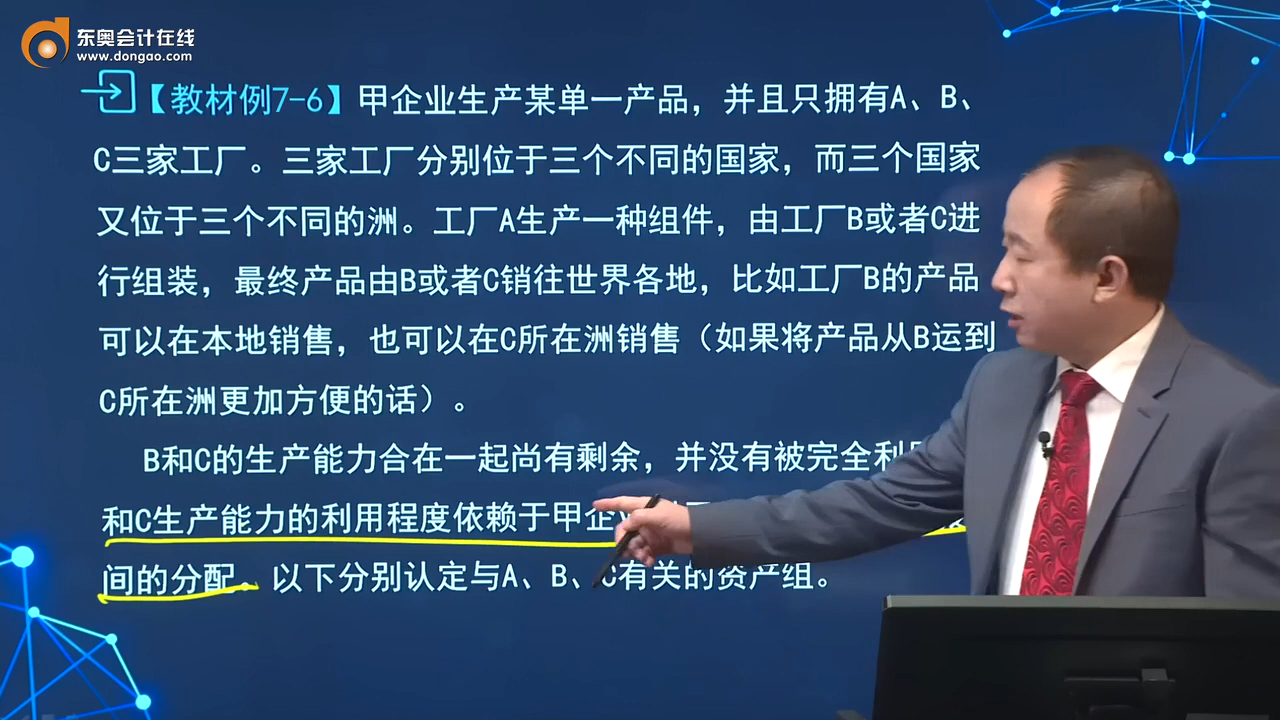 东奥会计在线
www.dongao.com
【教材例7-6】甲企业生产某单一产品，并且只拥有A、B、
C三家工厂。三家工厂分别位于三个不同的国家，而三个国家
又位于三个不同的洲。工厂A生产一种组件，由工厂B或者C进
行组装，最终产品由B或者C销往世界各地，比如工厂B的产品
可以在本地销售，也可以在C所在洲销售（如果将产品从B运到
C所在洲更加方便的话）。
B和C的生产能力合在一起尚有剩余，并没有被完全利
和C生产能力的利用程度依赖于甲企
间的分配。以下分别认定与A、B、C有关的资产组。